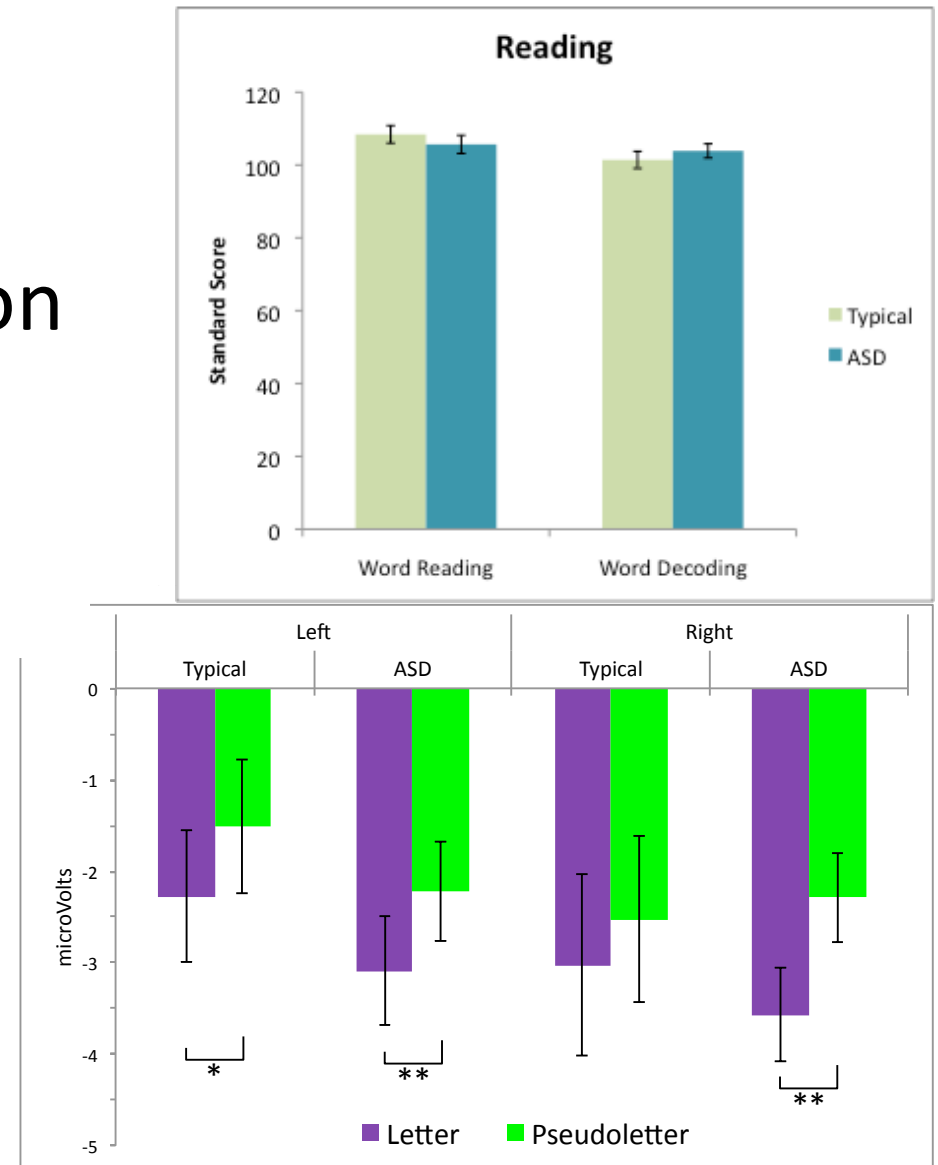 on
Reading
120
100
80
60
40
20
0
Standard Score
Word Reading Word Decoding
Typical
ASD
Left Right
Typical ASD Typical ASD
0
-1
-2
-3
-4
-5
microVolts
*
**
**
Letter Pseudoletter